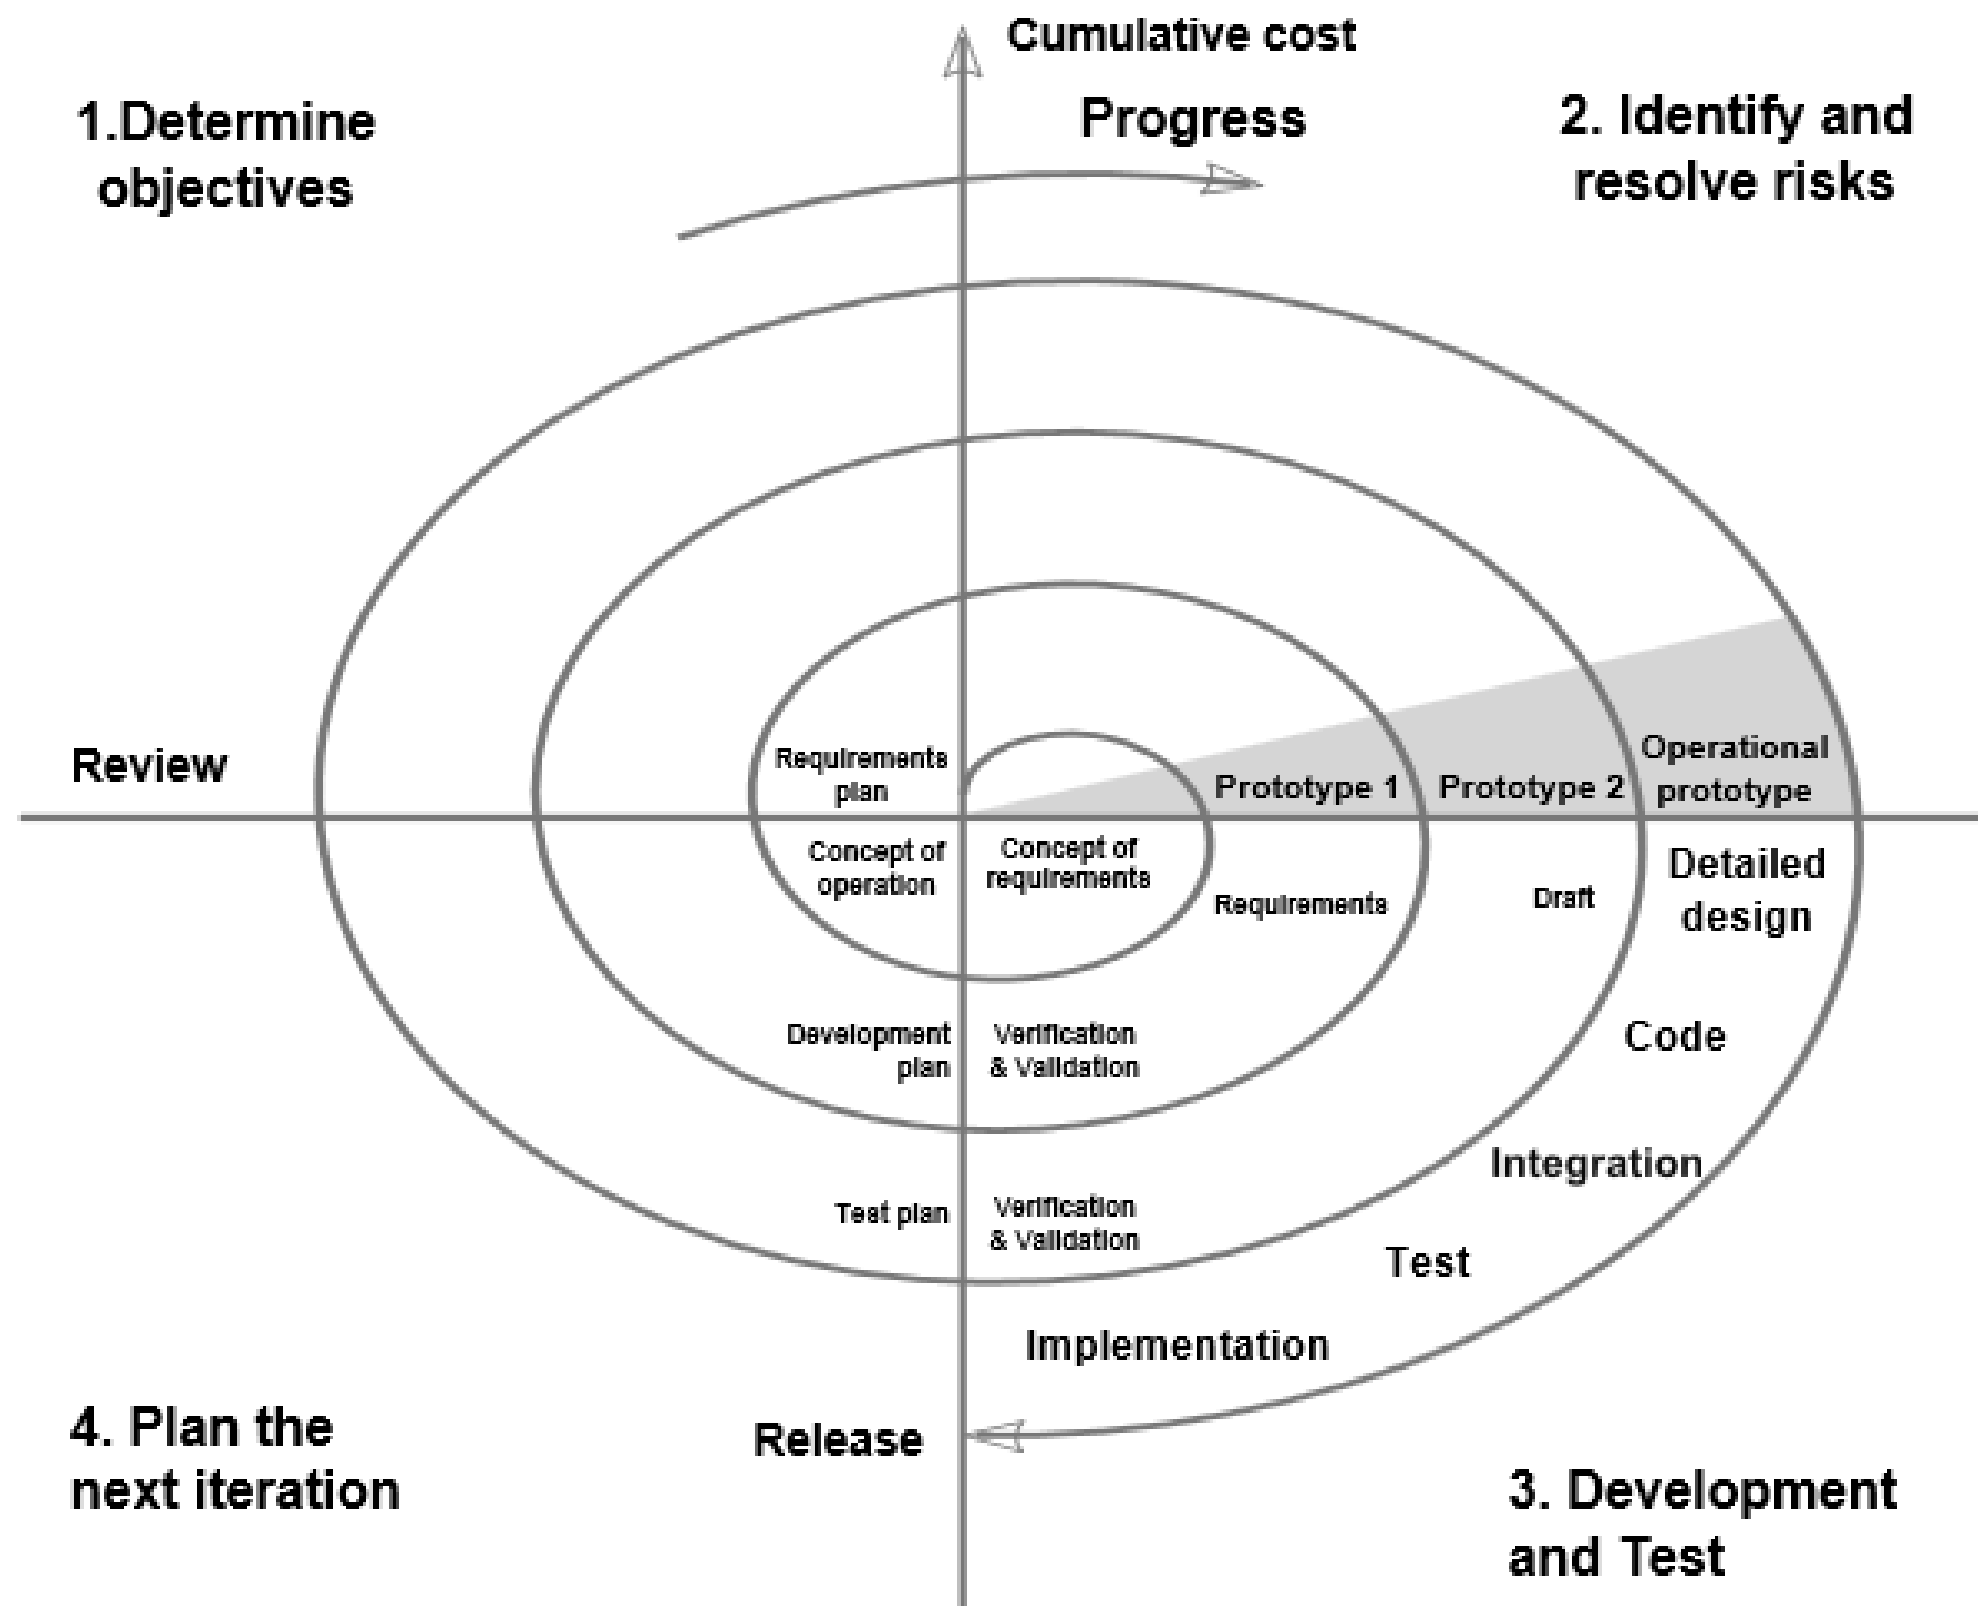 Cumulative cost
Progress
1.Determine
objectives
2. Identify and
resolve risks
Review
Requirements
plan
Prototype 1
Prototype 2
Operational
prototype
Concept of
operation
Concept of
requirements
Requirements
Draft
Detailed
design
Code
Development
plan
Verification
& Validation
Integration
Test plan
Verification
& Validation
Test
Implementation
Release
4. Plan the
next iteration
3. Development
and Test